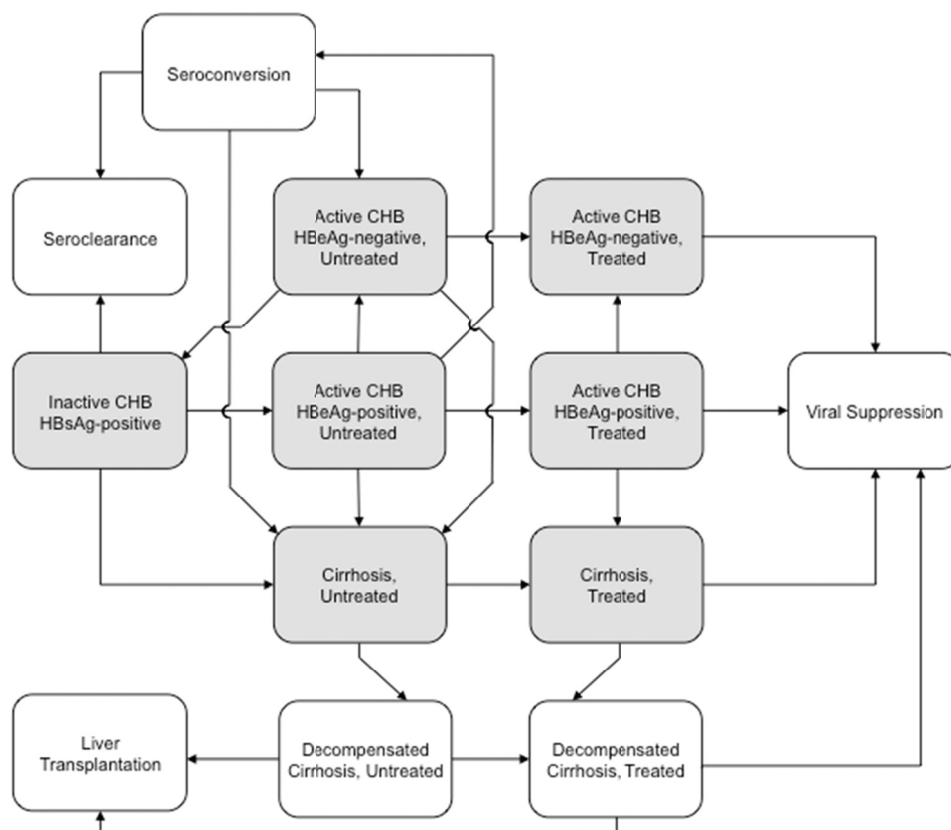 Seroconversion
Seroclearance
Active CHB
HBeAg-negative,
Untreated
Active CHB
HBeAg-negative,
Treated
Inactive CHB
HBsAg-positive
Active CHB
HBeAg-positive,
Untreated
Active CHB
HBeAg-positive,
Treated
Viral Suppression
Cirrhosis,
Untreated
Cirrhosis,
Treated
Liver
Transplantation
Decompensated
Cirrhosis, Untreated
Decompensated
Cirrhosis, Treated